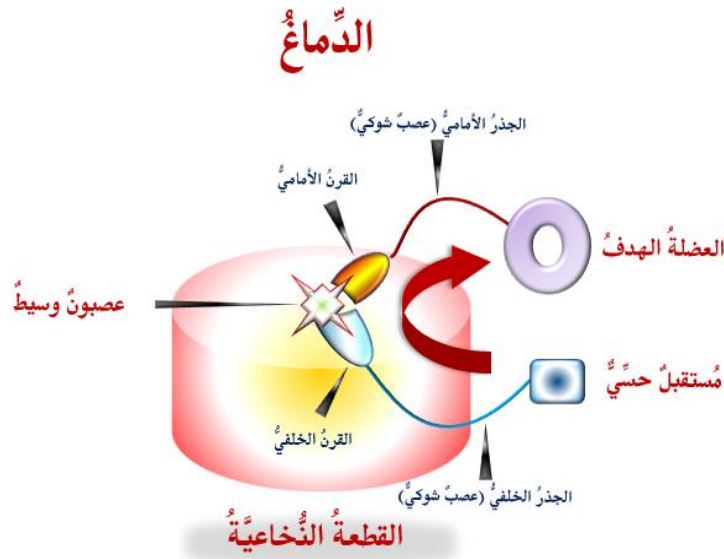 الدِّماغُ
الجذرُ الأماميُّ (عصبٌ شوكيٌّ)
القرنُ الأماميُّ
العضلةُ الهدفُ
عصبونٌ وسيطٌ
مُستقبلٌ حسِّيٌّ
القرنُ الخلفيُّ
الجذرُ الخلفيُّ (عصبٌ شوكيٌّ)
القطعةُ النُّخاعيَّةُ